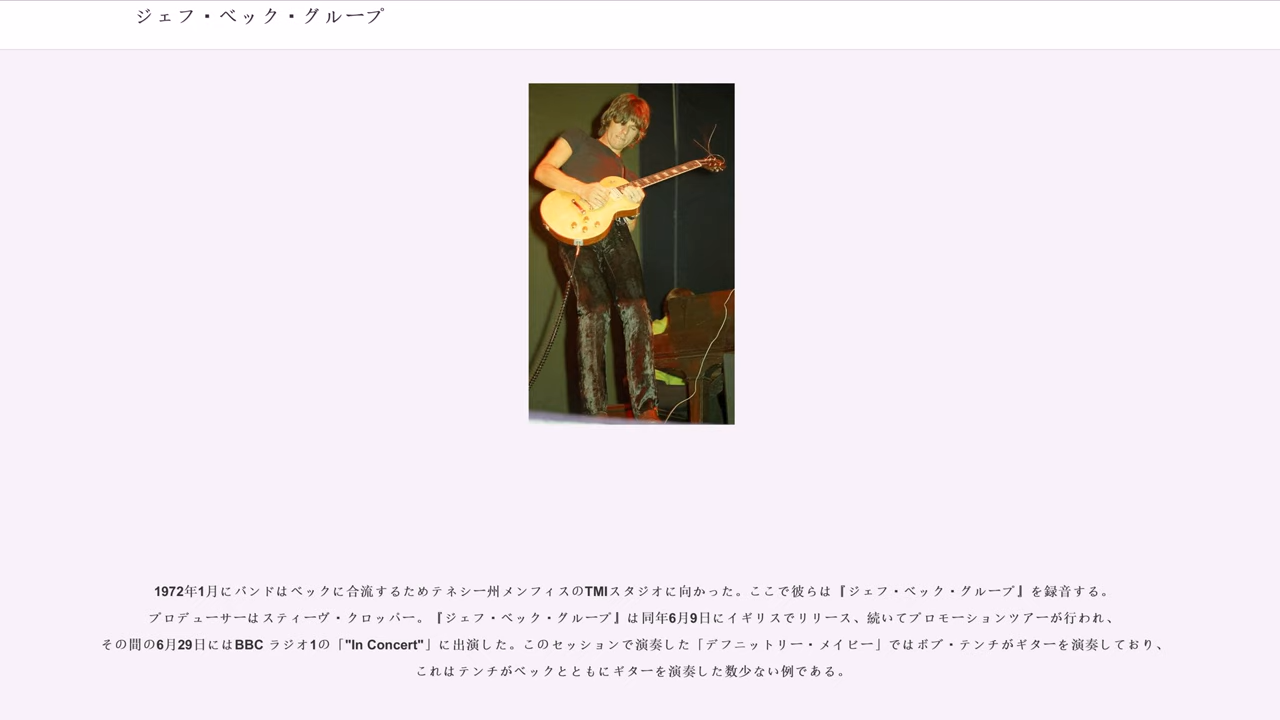 ジェフ・ベック・グループ
1972年1月にバンドはベックに合流するためテネシー州メンフィスのTMIスタジオに向かった。ここで彼らは『ジェフ・ベック・グループ』を録音する。
プロデューサーはスティーヴ・クロッパー。『ジェフ・ベック・グループ』は同年6月9日にイギリスでリリース、続いてプロモーションツアーが行われ、
その間の6月29日にはBBC ラジオ1の「"In Concert"」に出演した。このセッションで演奏した「デフニットリー・メイビー」ではボブ・テンチがギターを演奏しており、
これはテンチがベックとともにギターを演奏した数少ない例である。